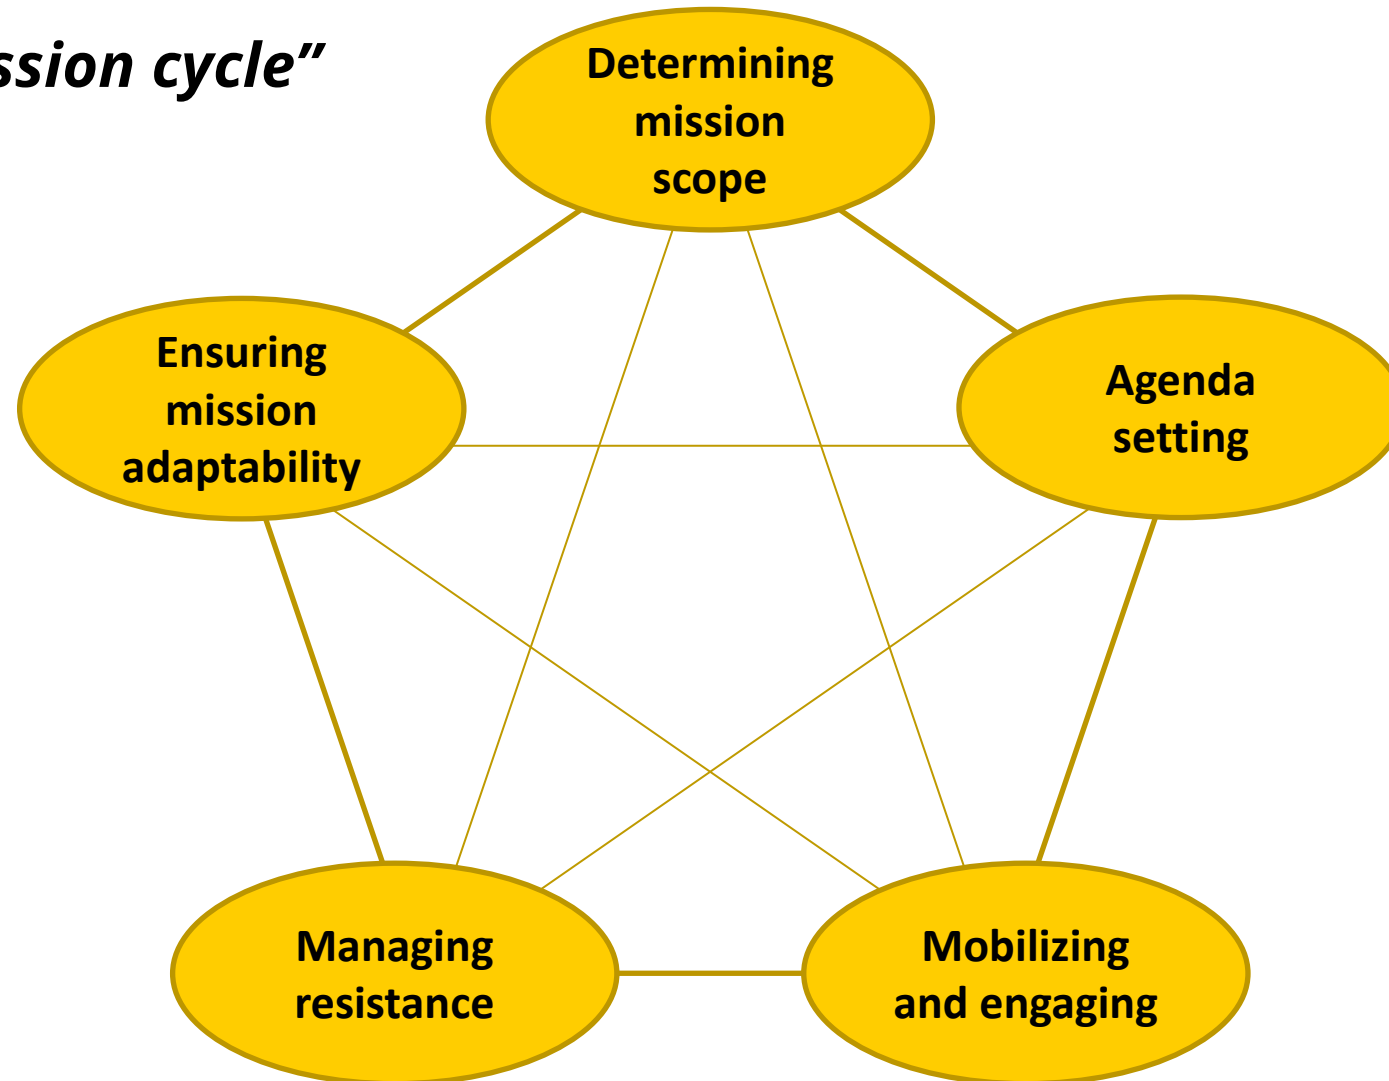 ssion cycle”
Determining
mission
scope
Ensuring
mission
adaptability
Agenda
setting
Managing
resistance
Mobilizing
and engaging